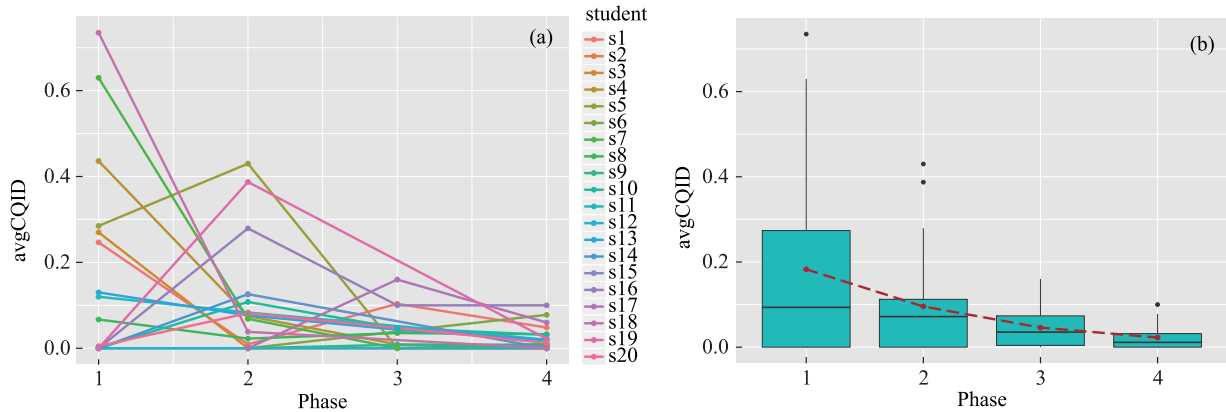 student
(a)
s1
s2
s3
s4
s5
s6
s7
s8
s9
s10
s11
s12
s13
s14
s15
s16
s17
s18
s19
s20
0.6
0.4
0.2
0.0
avgCQID
1 2 3 4
Phase
(b)
0.6
0.4
0.2
0.0
avgCQID
1 2 3 4
Phase